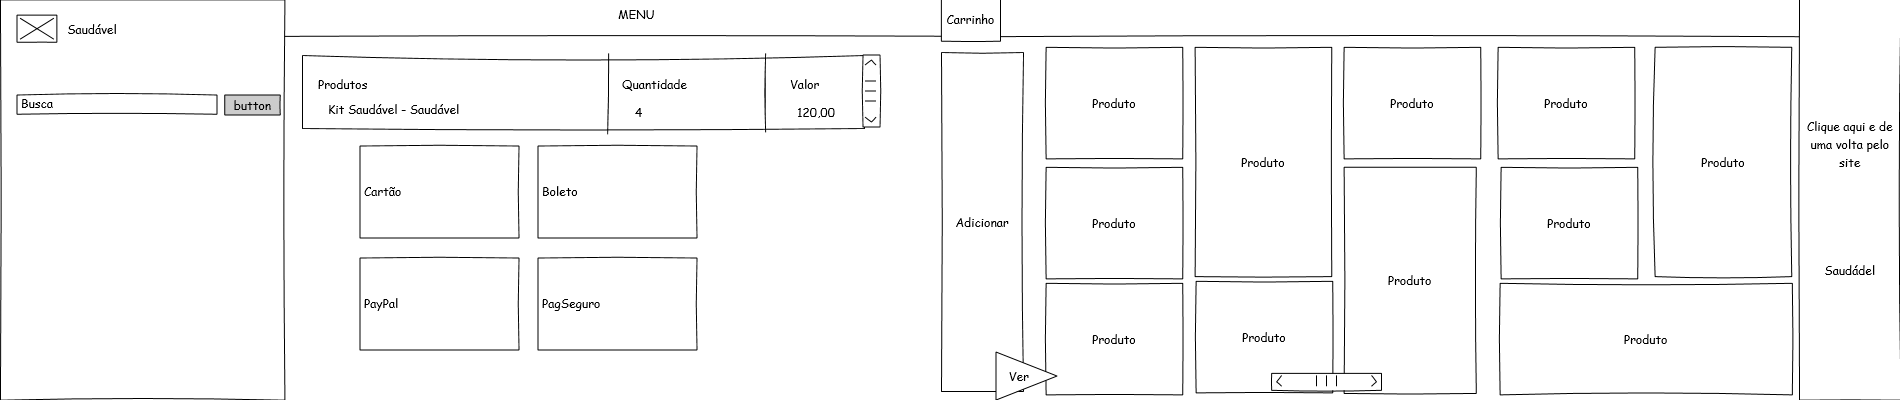 Saudável
Busca
button
MENU
Produtos
Quantidade
Valor
Kit Saudável - Saudável
4
120,00
Cartão
Boleto
PayPal
PagSeguro
Carrinho
Adicionar
Ver
Produto
Produto
Produto
Produto
Produto
Produto
Produto
Produto
Produto
Produto
Produto
Clique aqui e de
uma volta pelo
site
Saudádel